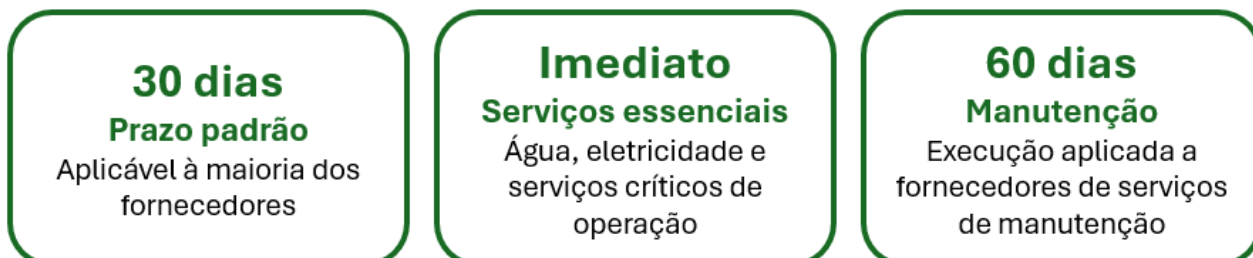 30 dias
Prazo padrão
Aplicável à maioria dos
fornecedores
Imediato
Serviços essenciais
Água, eletricidade e
serviços críticos de
operação
60 dias
Manutenção
Execução aplicada a
fornecedores de serviços
de manutenção